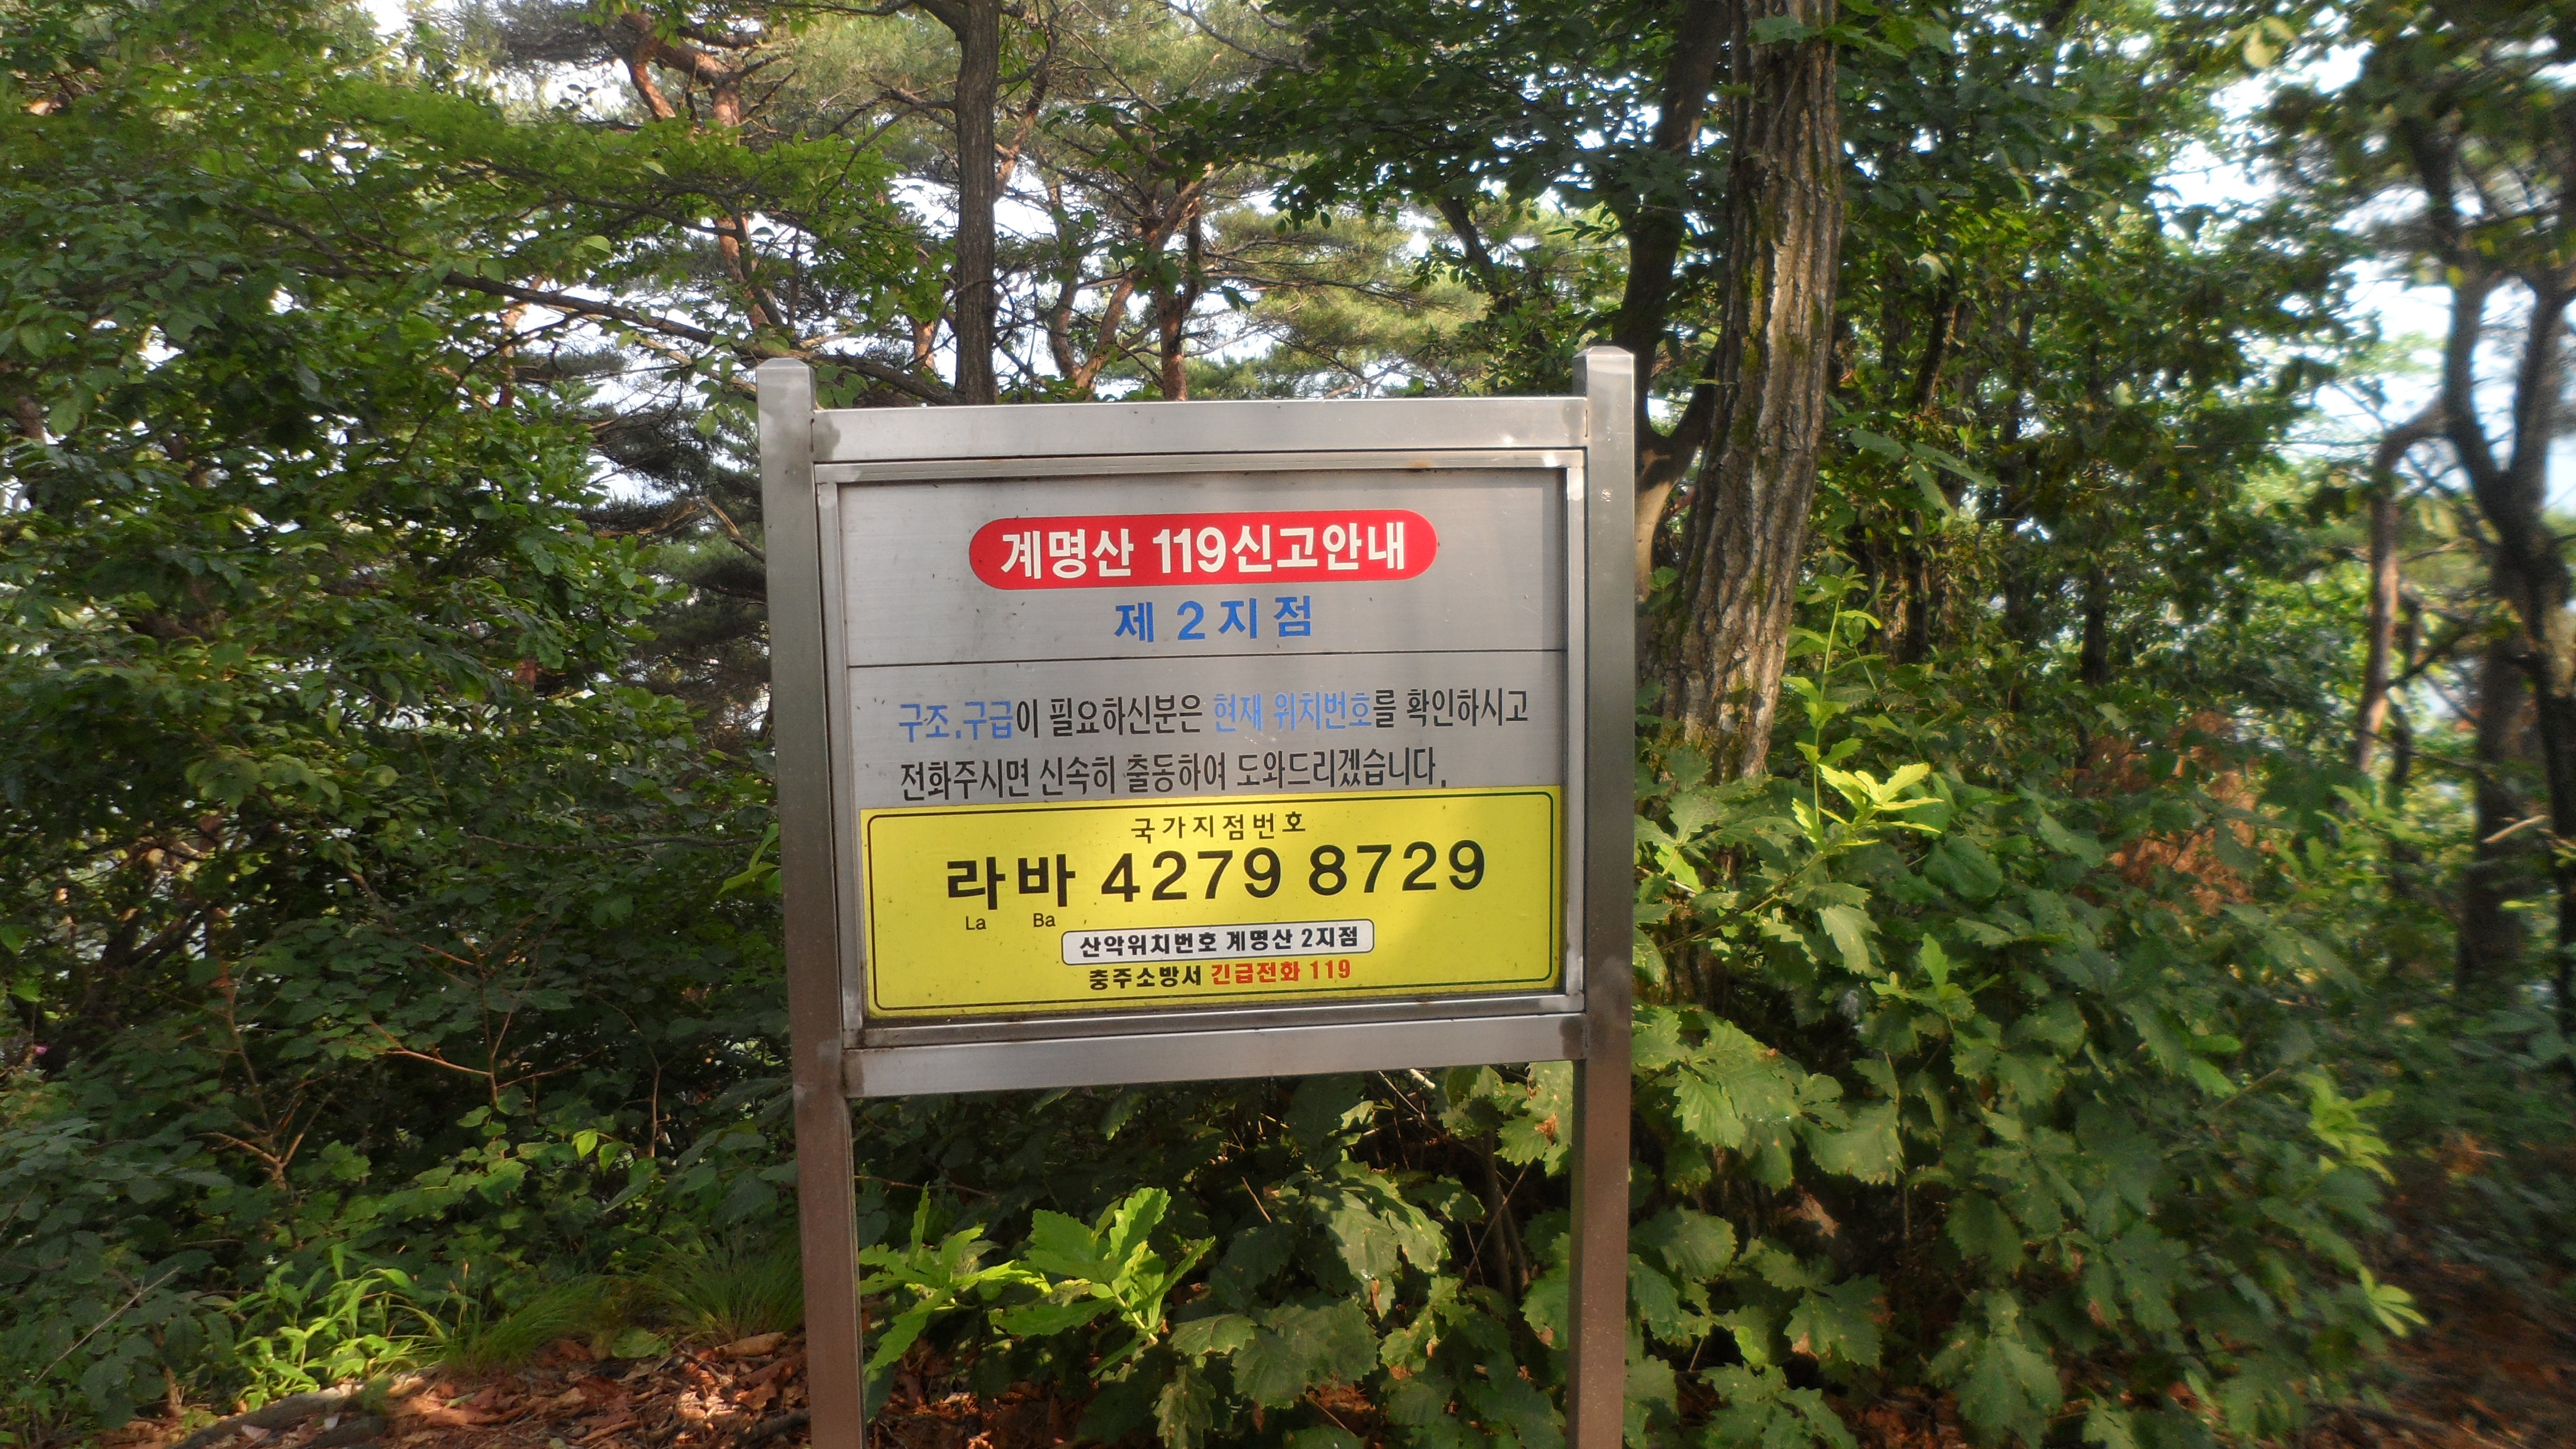 계명산 119신고안내
제 2 지 점
구조.구급이 필요하신분은 현재 위치번호를 확인하시고
전화주시면 신속히 출동하여 도와드리겠습니다.
국가지점번호
라바 4279 8729
La Ba
산악위치번호 계명산 2지점
충주소방서 긴급전화 119